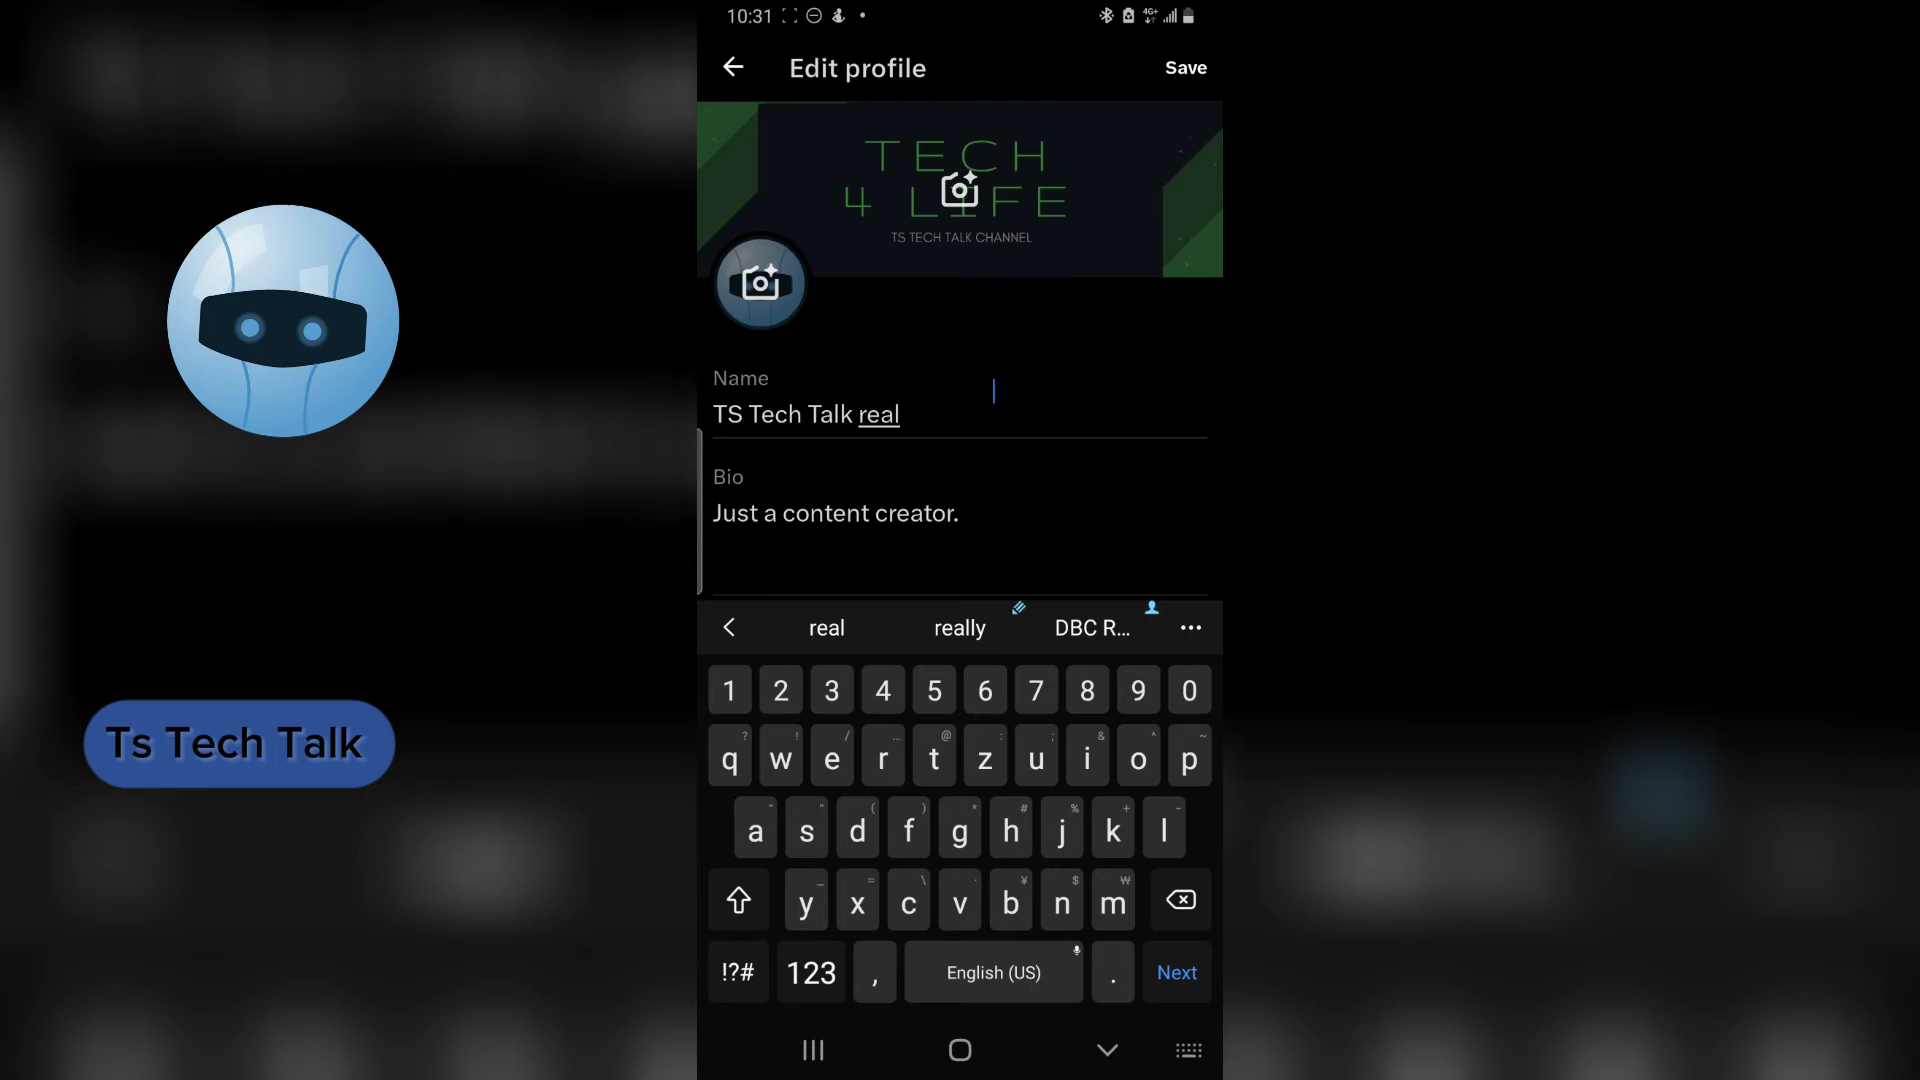 10:31
4G+
Edit profile
Save
TECH
4 LIFE
TS TECH TALK CHANNEL
Name
TS Tech Talk real
Bio
Just a content creator.
Ts Tech Talk
real
really
DBC R...
1 2 3 4 5 6 7 8 9 0
q w e r t z u i o p
a s d f g h j k l
y x c v b n m
!?# 123 , English (US) . Next